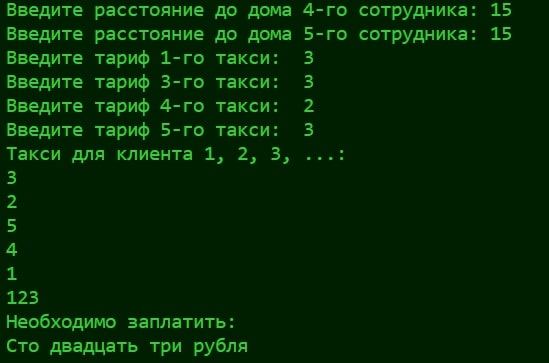 Введите расстояние до дома 4-го сотрудника: 15
Введите расстояние до дома 5-го сотрудника: 15
Введите тариф 1-го такси:  3
Введите тариф 3-го такси:  3
Введите тариф 4-го такси:  2
Введите тариф 5-го такси:  3
Такси для клиента 1, 2, 3, ...:
3
2
5
4
1
123
Необходимо заплатить:
Сто двадцать три рубля